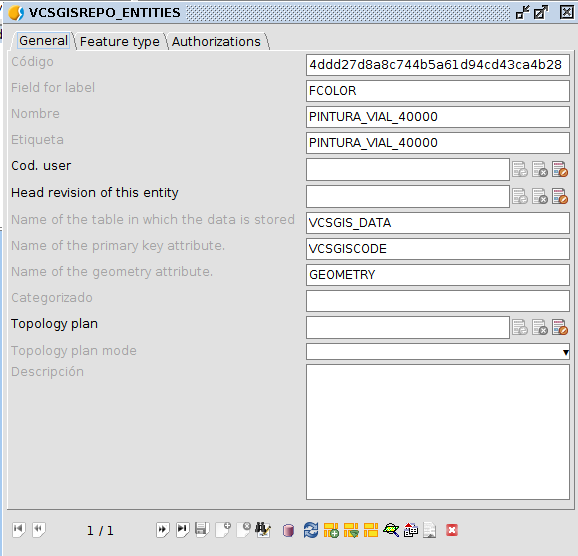 VCSGISREPO_ENTITIES
General Feature type Authorizations
Código 4ddd27d8a8c744b5a61d94cd43ca4b28
Field for label FCOLOR
Nombre PINTURA_VIAL_40000
Etiqueta PINTURA_VIAL_40000
Cod. user
Head revision of this entity
Name of the table in which the data is stored VCSGIS_DATA
Name of the primary key attribute. VCSGISCODE
Name of the geometry attribute. GEOMETRY
Categorizado
Topology plan
Topology plan mode
Descripción
1 / 1